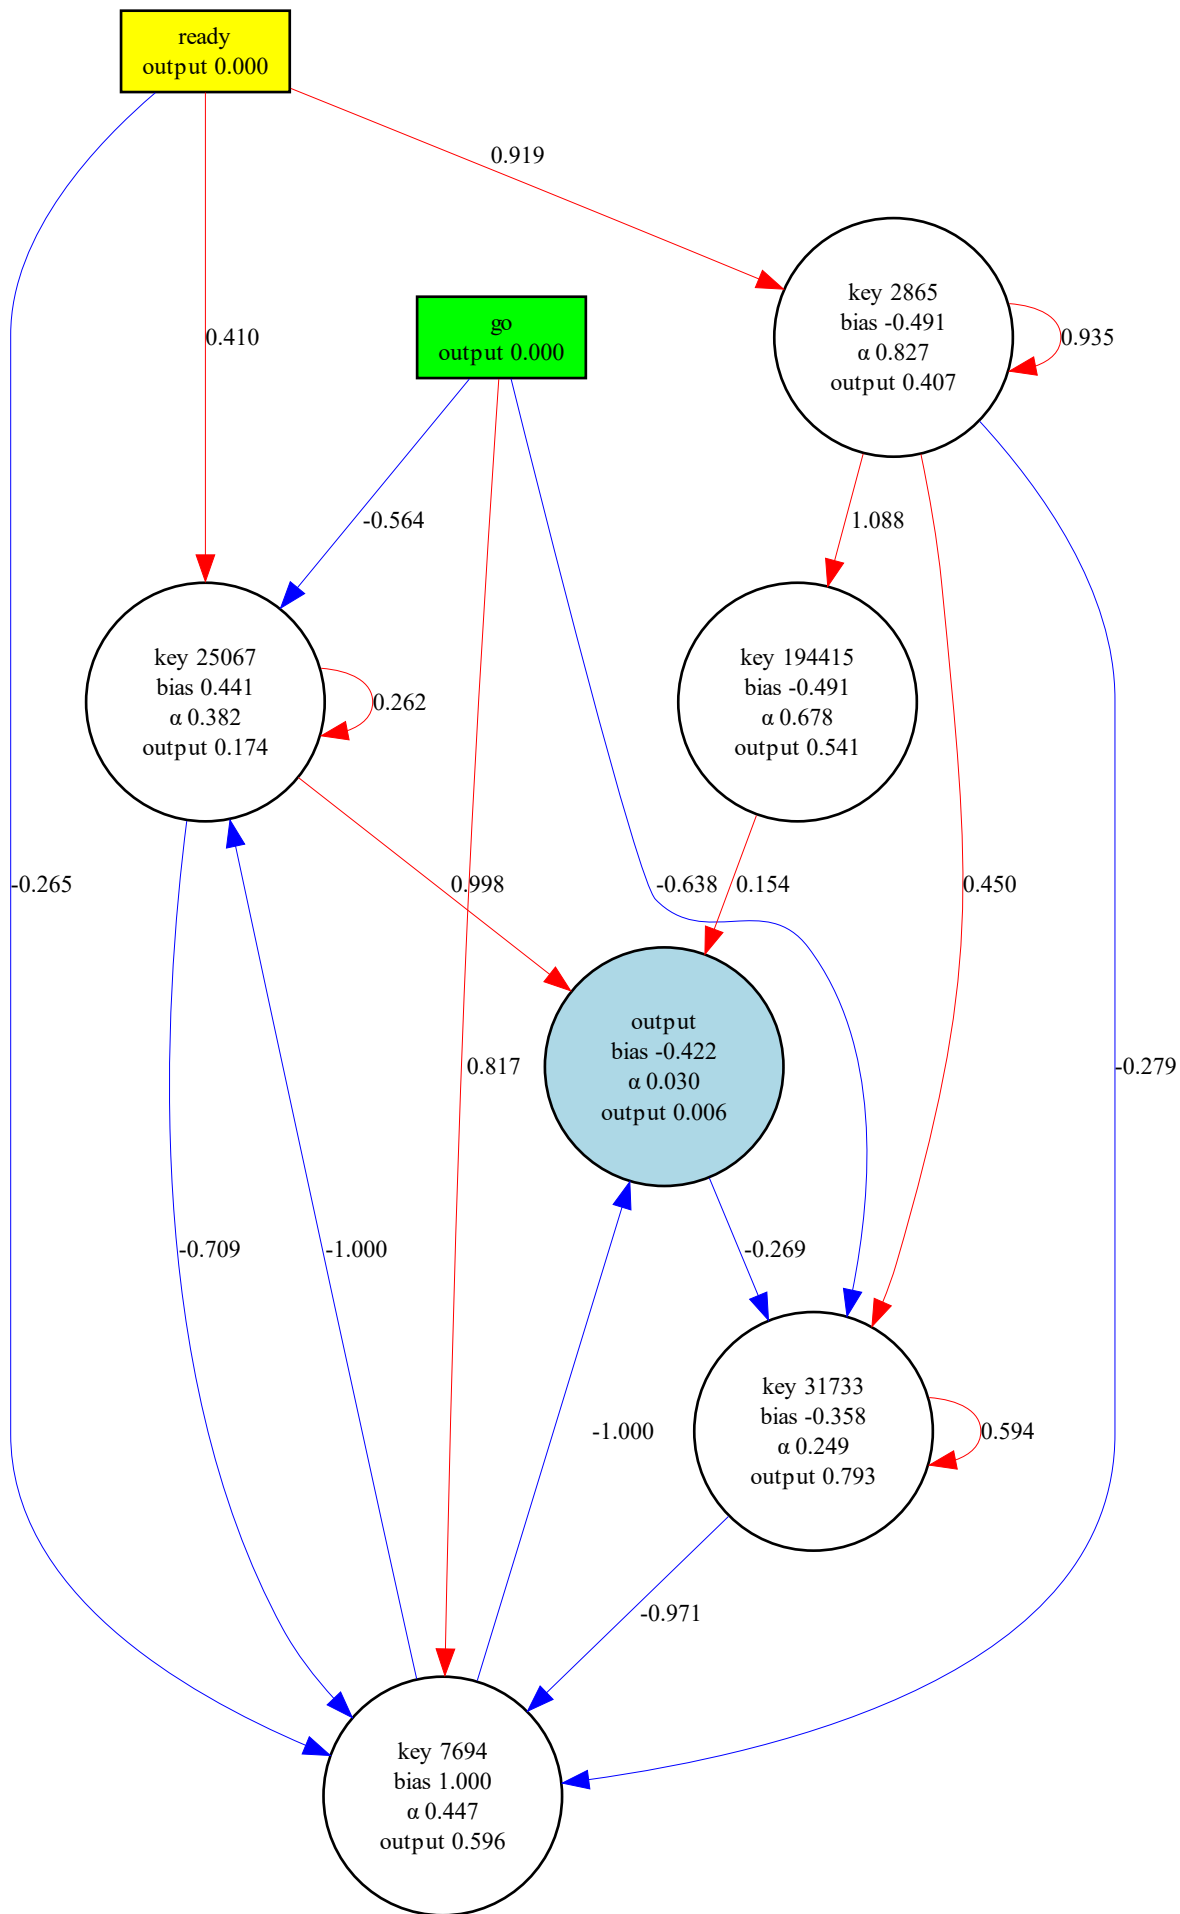 ready
output 0.000
0.919
0.410
go
output 0.000
key 2865
bias -0.491
α 0.827
output 0.407
0.935
-0.564
1.088
key 25067
bias 0.441
α 0.382
output 0.174
0.262
key 194415
bias -0.491
α 0.678
output 0.541
-0.265
0.998
-0.638
0.154
0.450
output
bias -0.422
α 0.030
output 0.006
0.817
-0.279
-0.709
-1.000
-0.269
-1.000
key 31733
bias -0.358
α 0.249
output 0.793
0.594
-0.971
key 7694
bias 1.000
α 0.447
output 0.596